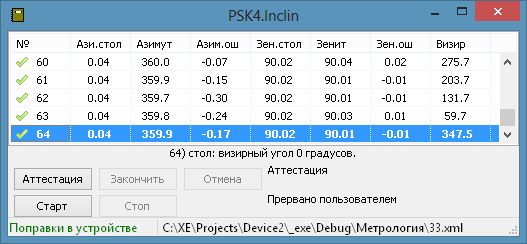 PSK4.Inclin
№ Ази.стол Азимут Азим.ош Зен.стол Зенит Зен.ош Визир
60 0.04 360.0 -0.07 90.02 90.04 0.02 275.7
61 0.04 359.9 -0.15 90.02 90.01 -0.01 203.7
62 0.04 359.7 -0.30 90.02 90.01 -0.01 131.7
63 0.04 359.8 -0.24 90.02 90.03 0.01 59.7
64 0.04 359.9 -0.17 90.02 90.01 -0.01 347.5
64) стол: визирный угол 0 градусов.
Аттестация Закончить Отмена Аттестация
Старт Стоп Прервано пользователем
Поправки в устройстве C:\XE\Projects\Device2\_exe\Debug\Метрология\33.xml